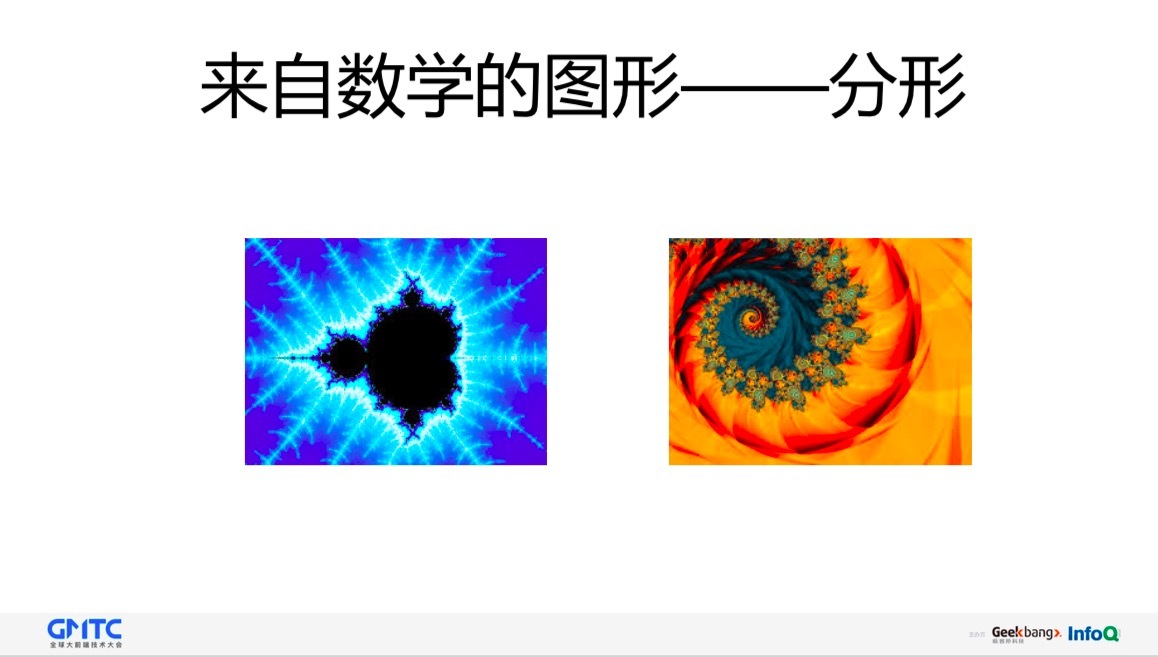 来自数学的图形——分形
GMTC
全球大前端技术大会
主办方
Geekbang>.
极客邦科技
InfoQ